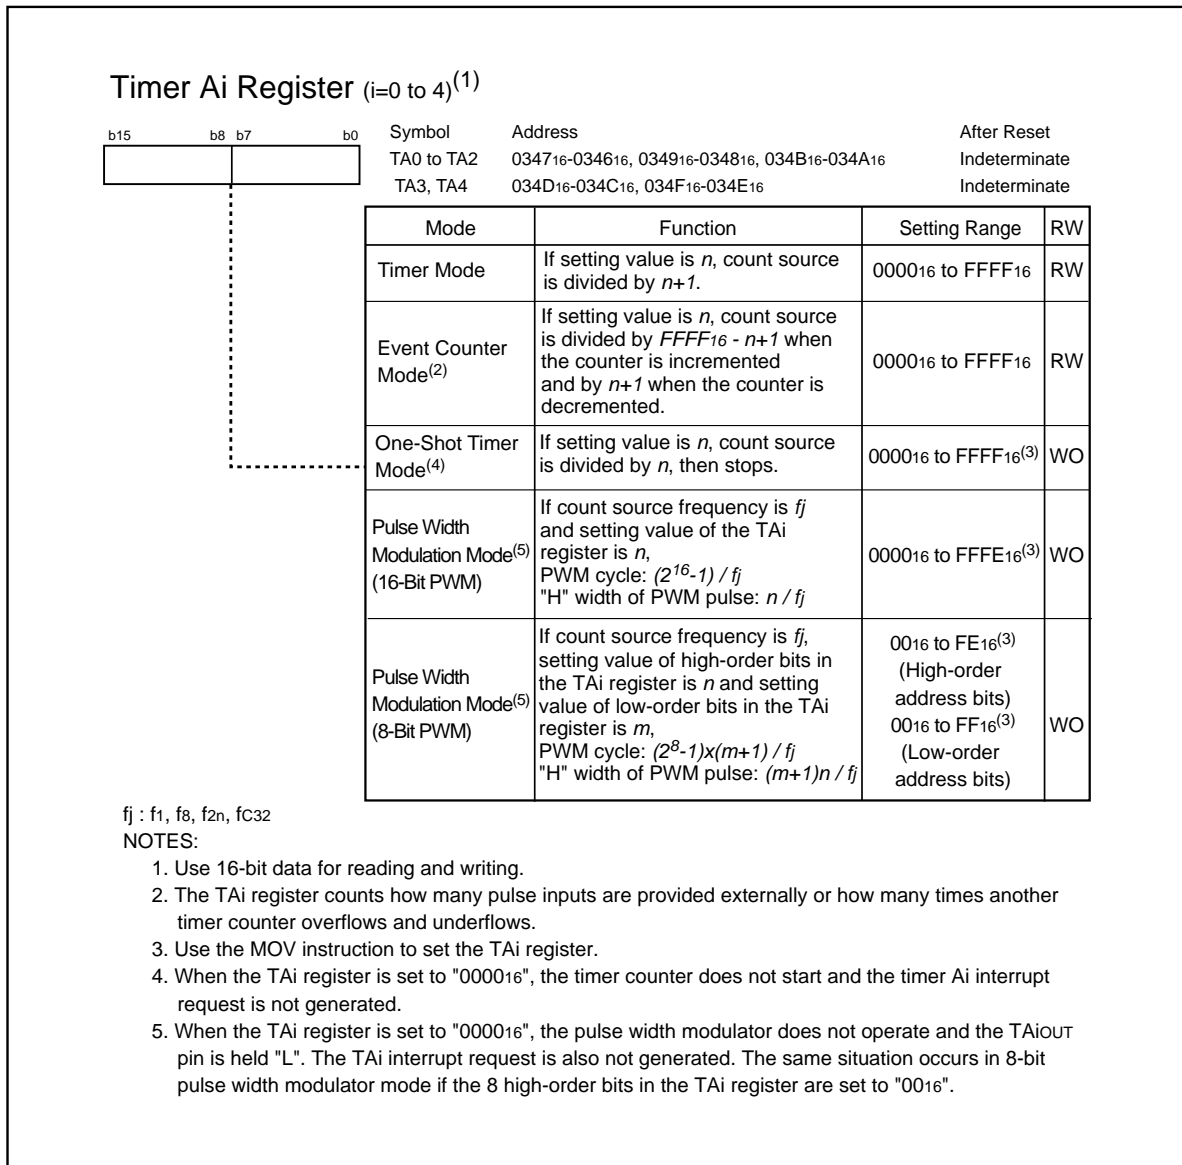 Timer Ai Register (i=0 to 4)(1)
b15 b8 b7 b0
Symbol Address After Reset
TA0 to TA2 034716-034616, 034916-034816, 034B16-034A16 Indeterminate
TA3, TA4 034D16-034C16, 034F16-034E16 Indeterminate
Mode Function Setting Range RW
Timer Mode
If setting value is n, count source
is divided by n+1.
000016 to FFFF16 RW
Event Counter
Mode(2)
If setting value is n, count source
is divided by FFFF16 - n+1 when
the counter is incremented
and by n+1 when the counter is
decremented.
000016 to FFFF16 RW
One-Shot Timer
Mode(4)
If setting value is n, count source
is divided by n, then stops.
000016 to FFFF16(3) WO
Pulse Width
Modulation Mode(5)
(16-Bit PWM)
If count source frequency is fj
and setting value of the TAi
register is n,
PWM cycle: (2^16-1) / fj
"H" width of PWM pulse: n / fj
000016 to FFFE16(3) WO
Pulse Width
Modulation Mode(5)
(8-Bit PWM)
If count source frequency is fj,
setting value of high-order bits in
the TAi register is n and setting
value of low-order bits in the TAi
register is m,
PWM cycle: (2^8-1)x(m+1) / fj
"H" width of PWM pulse: (m+1)n / fj
0016 to FE16(3)
(High-order
address bits)
0016 to FF16(3)
(Low-order
address bits)
WO
fj : f1, f8, f2n, fC32
NOTES:
1. Use 16-bit data for reading and writing.
2. The TAi register counts how many pulse inputs are provided externally or how many times another
timer counter overflows and underflows.
3. Use the MOV instruction to set the TAi register.
4. When the TAi register is set to "000016", the timer counter does not start and the timer Ai interrupt
request is not generated.
5. When the TAi register is set to "000016", the pulse width modulator does not operate and the TAiOUT
pin is held "L". The TAi interrupt request is also not generated. The same situation occurs in 8-bit
pulse width modulator mode if the 8 high-order bits in the TAi register are set to "0016".